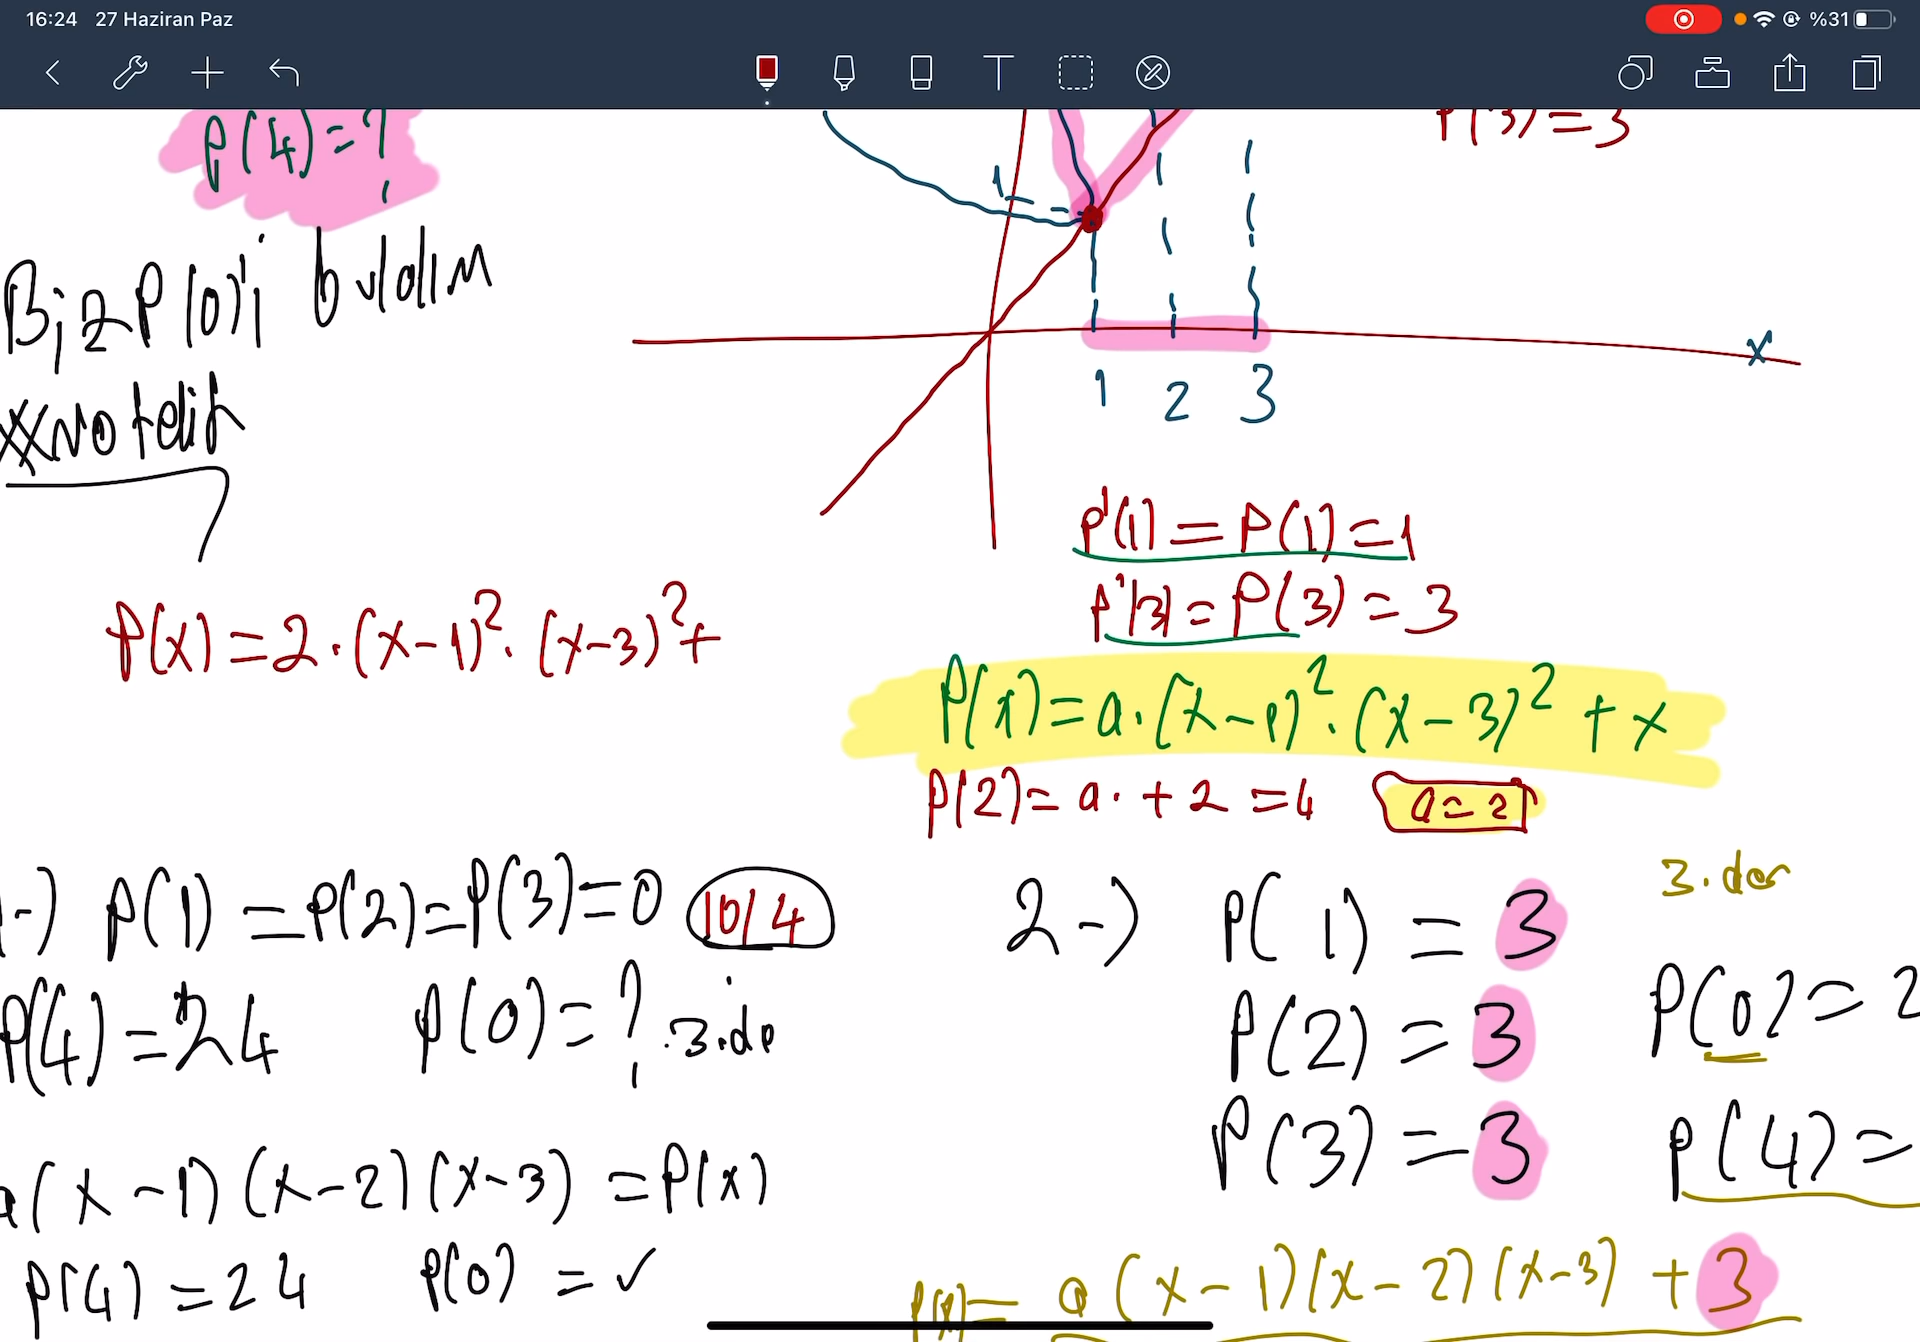 16:24 27 Haziran Paz %31
P(4)=?
P(3)=3
1
Biz P(0)'i buldum
x
1 2 3
P'(1)=P(1)=1
P'(3)=P(3)=3
P(x)=2.(x-1)².(x-3)²+
P(x)=a.(x-1)².(x-3)²+x
P(2)=a.+2=4 a=2
-) P(1)=P(2)=P(3)=0 10/4
P(4)=24 P(0)=? 3.de
a(x-1)(x-2)(x-3)=P(x)
P(4)=24 P(0)=✓
2-) P(1)=3 3.der
P(2)=3 P(0)=2
P(3)=3 P(4)=
P(x)=a(x-1)(x-2)(x-3)+3